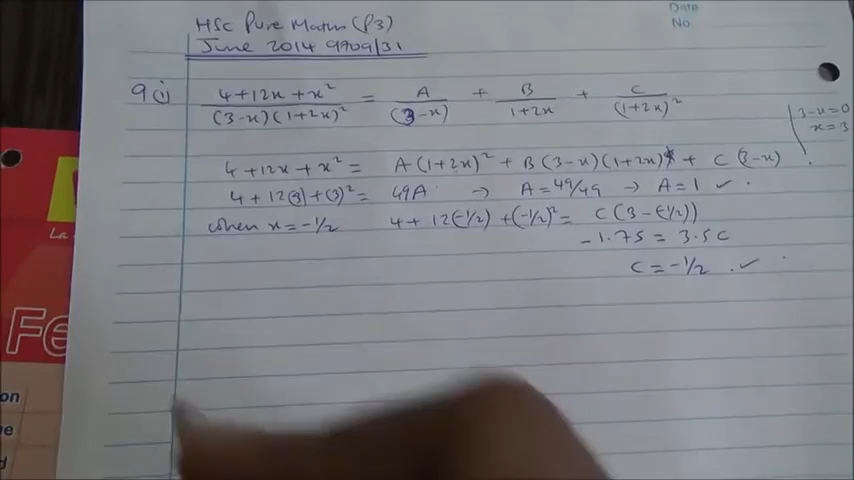 Date
No.
HSC Pure Maths (P3)
June 2014 9709/31
9(i) (4+12x+x²)/((3-x)(1+2x)²) = A/(3-x) + B/(1+2x) + C/(1+2x)²
3-x=0
x=3
4+12x+x² = A(1+2x)² + B(3-x)(1+2x) + C(3-x)
4+12(3)+(3)² = 49A → A=49/49 → A=1 ✓
when x=-1/2 4+12(-1/2)+(-1/2)² = C(3-(-1/2))
-1.75 = 3.5C
C=-1/2 ✓
La
Fe
on
e
d